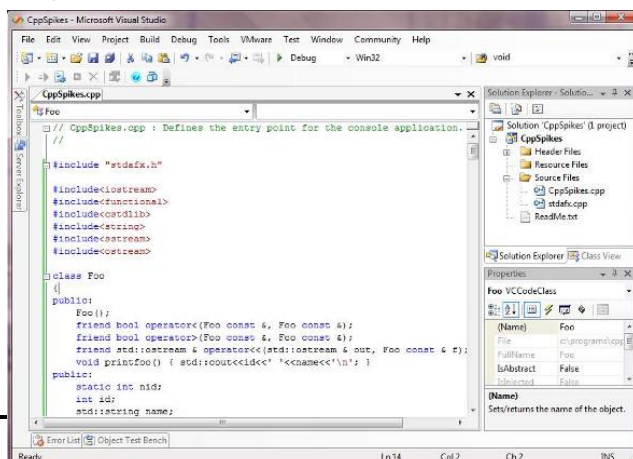 CppSpikes - Microsoft Visual Studio
File Edit View Project Build Debug Tools VMware Test Window Community Help
Debug Win32 void
CppSpikes.cpp
Foo
// CppSpikes.cpp : Defines the entry point for the console application.
//
#include "stdafx.h"
#include<iostream>
#include<functional>
#include<cstdlib>
#include<string>
#include<sstream>
#include<ostream>
class Foo
{
public:
Foo();
friend bool operator<(Foo const &, Foo const &);
friend bool operator>(Foo const &, Foo const &);
friend std::ostream & operator<<(std::ostream & out, Foo const & f);
void printfoo() { std::cout<<id<<' '<<name<<'\n'; }
public:
static int nid;
int id;
std::string name;
Toolbox
Server Explorer
Solution Explorer - Solutio...
Solution 'CppSpikes' (1 project)
CppSpikes
Header Files
Resource Files
Source Files
CppSpikes.cpp
stdafx.cpp
ReadMe.txt
Solution Explorer Class View
Properties
Foo VCCodeClass
(Name) Foo
File c:\programs\cpp
FullName Foo
IsAbstract False
IsInjected False
(Name)
Sets/returns the name of the object.
Error List Object Test Bench
Ready Ln 14 Col 2 Ch 2 INS